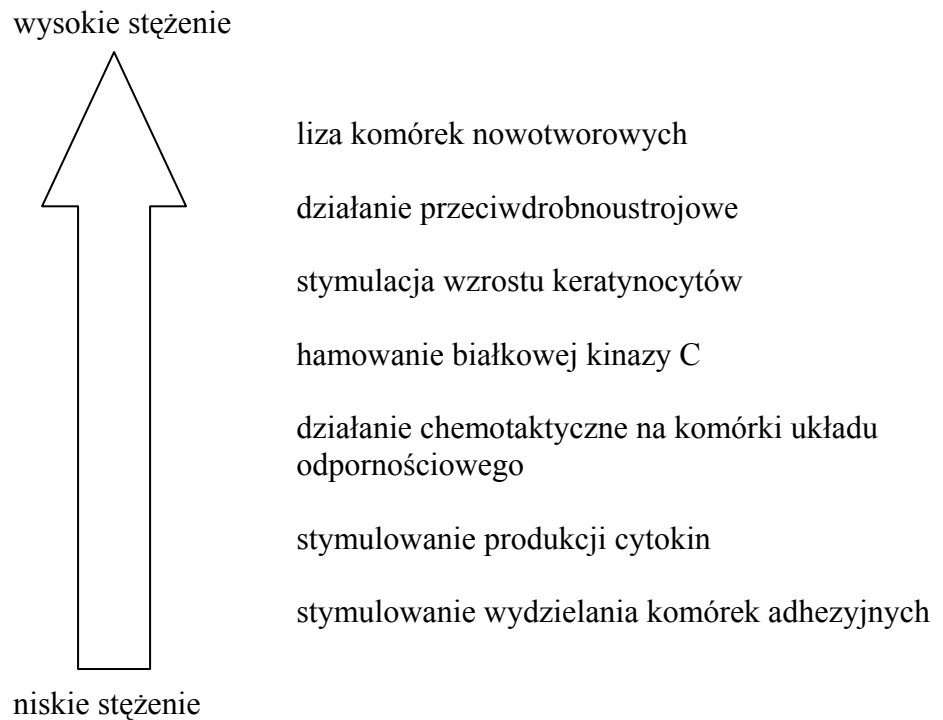 wysokie stężenie
liza komórek nowotworowych
działanie przeciwdrobnoustrojowe
stymulacja wzrostu keratynocytów
hamowanie białkowej kinazy C
działanie chemotaktyczne na komórki układu
odpornościowego
stymulowanie produkcji cytokin
stymulowanie wydzielania komórek adhezyjnych
niskie stężenie